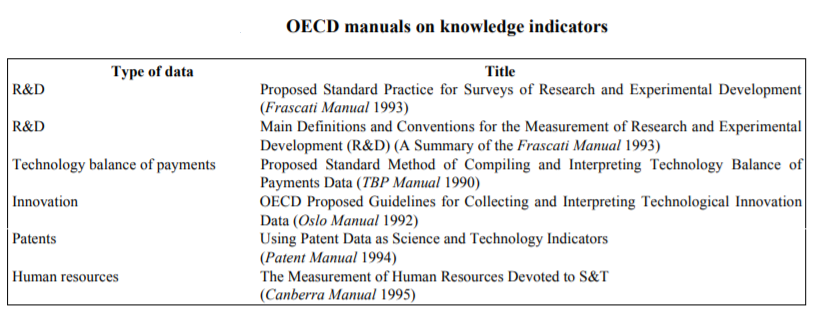 OECD manuals on knowledge indicators
Type of data Title
R&D Proposed Standard Practice for Surveys of Research and Experimental Development
(Frascati Manual 1993)
R&D Main Definitions and Conventions for the Measurement of Research and Experimental
Development (R&D) (A Summary of the Frascati Manual 1993)
Technology balance of payments Proposed Standard Method of Compiling and Interpreting Technology Balance of
Payments Data (TBP Manual 1990)
Innovation OECD Proposed Guidelines for Collecting and Interpreting Technological Innovation
Data (Oslo Manual 1992)
Patents Using Patent Data as Science and Technology Indicators
(Patent Manual 1994)
Human resources The Measurement of Human Resources Devoted to S&T
(Canberra Manual 1995)